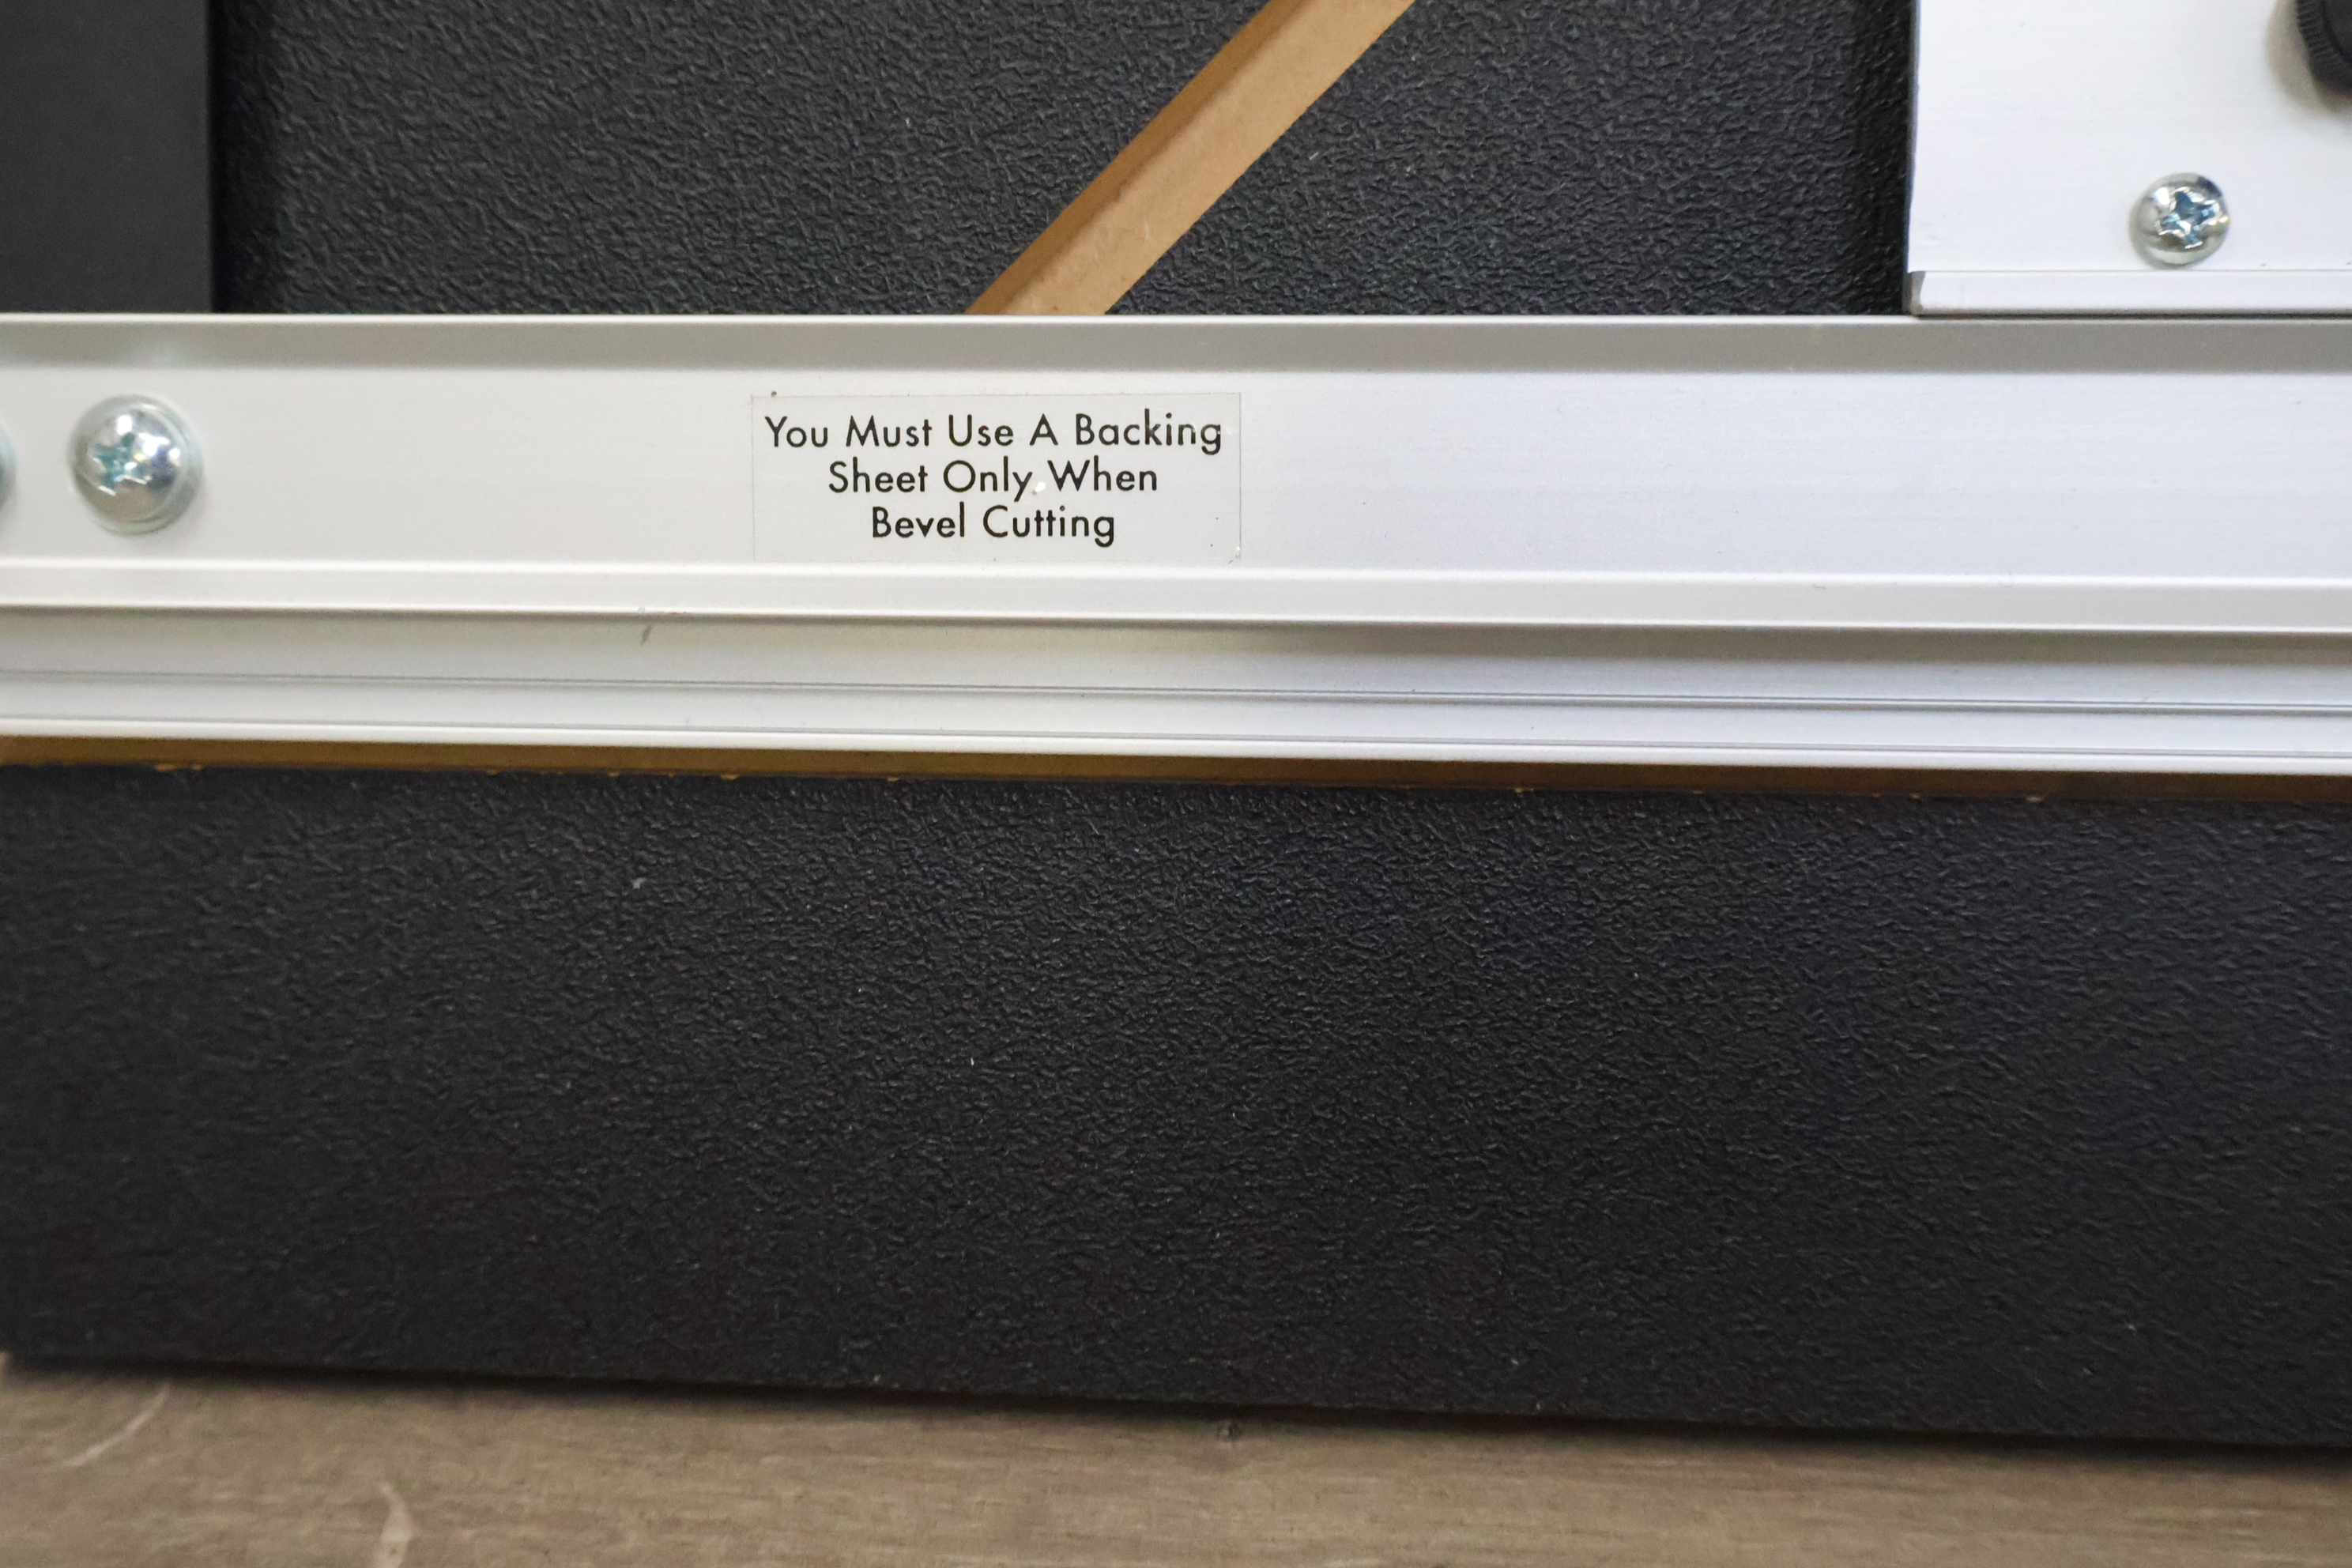 You Must Use A Backing
Sheet Only When
Bevel Cutting